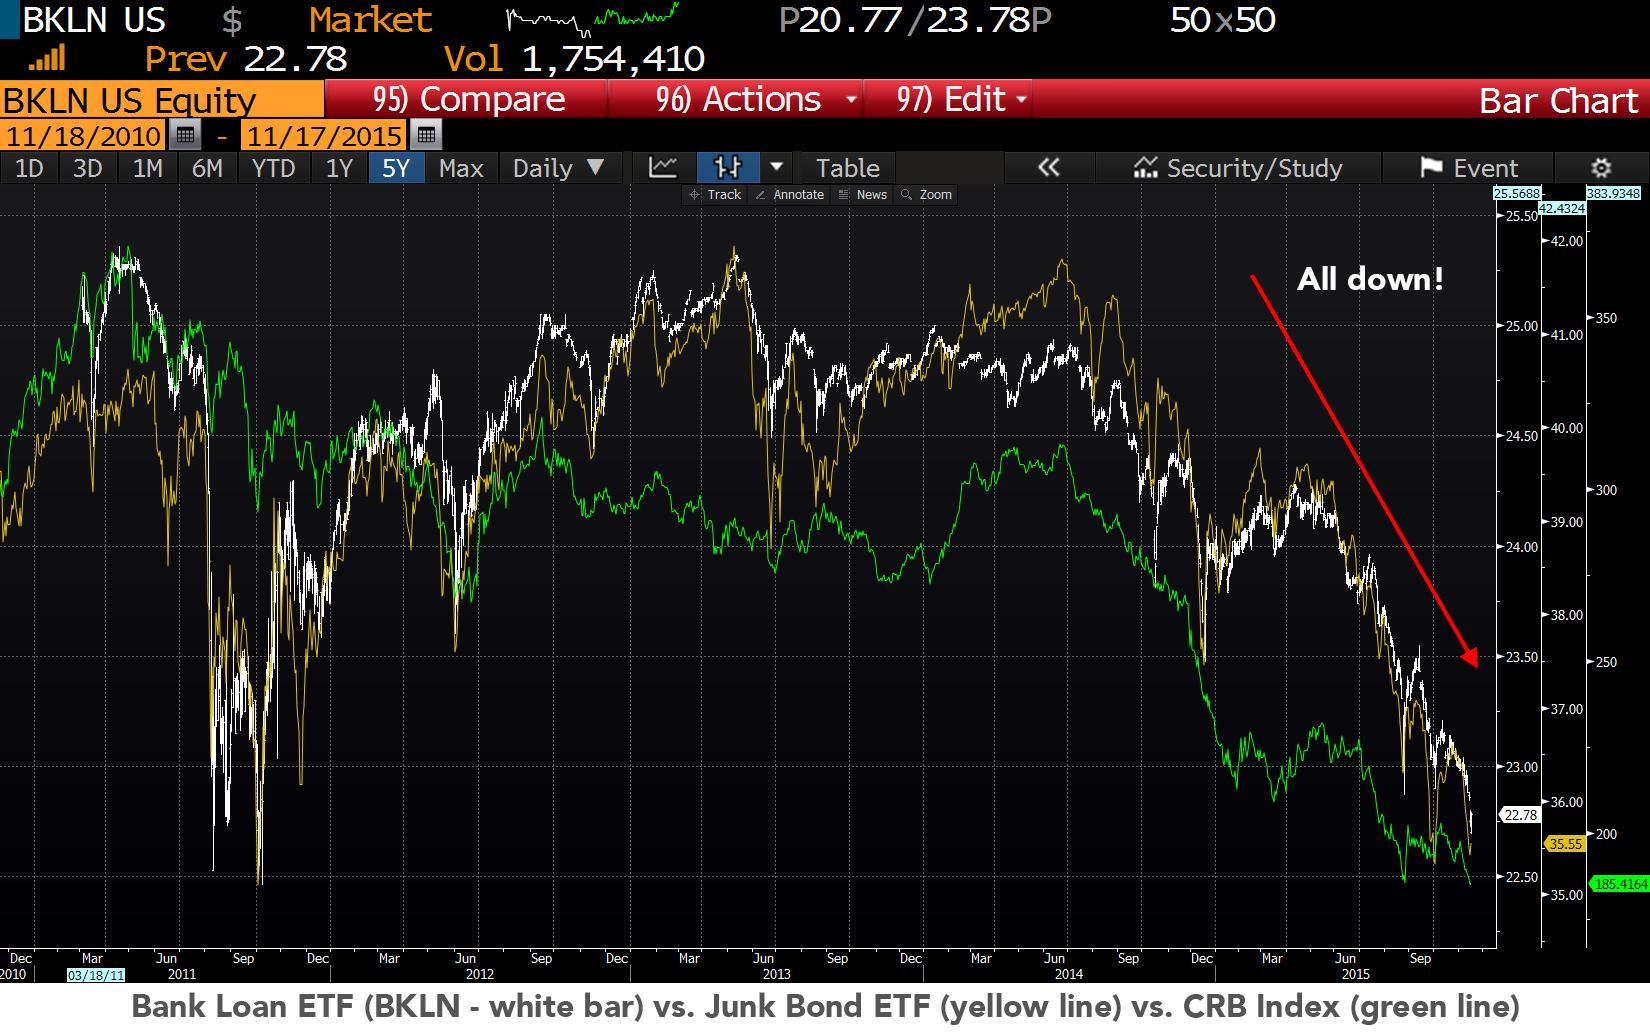 BKLN US $ Market P20.77/23.78P 50x50
Prev 22.78 Vol 1,754,410
BKLN US Equity 95) Compare 96) Actions 97) Edit Bar Chart
11/18/2010 - 11/17/2015
1D 3D 1M 6M YTD 1Y 5Y Max Daily ▼ Table « Security/Study Event
Track Annotate News Zoom
25.5688 383.9348
42.4324
25.50
42.00
All down!
350
25.00
41.00
40.00
24.50
300
39.00
24.00
38.00
23.50
250
37.00
23.00
36.00
22.78
200
35.55
22.50
185.4164
35.00
Dec Mar Jun Sep Dec Mar Jun Sep Dec Mar Jun Sep Dec Mar Jun Sep Dec Mar Jun Sep
2010 03/18/11 2011 2012 2013 2014 2015
Bank Loan ETF (BKLN - white bar) vs. Junk Bond ETF (yellow line) vs. CRB Index (green line)